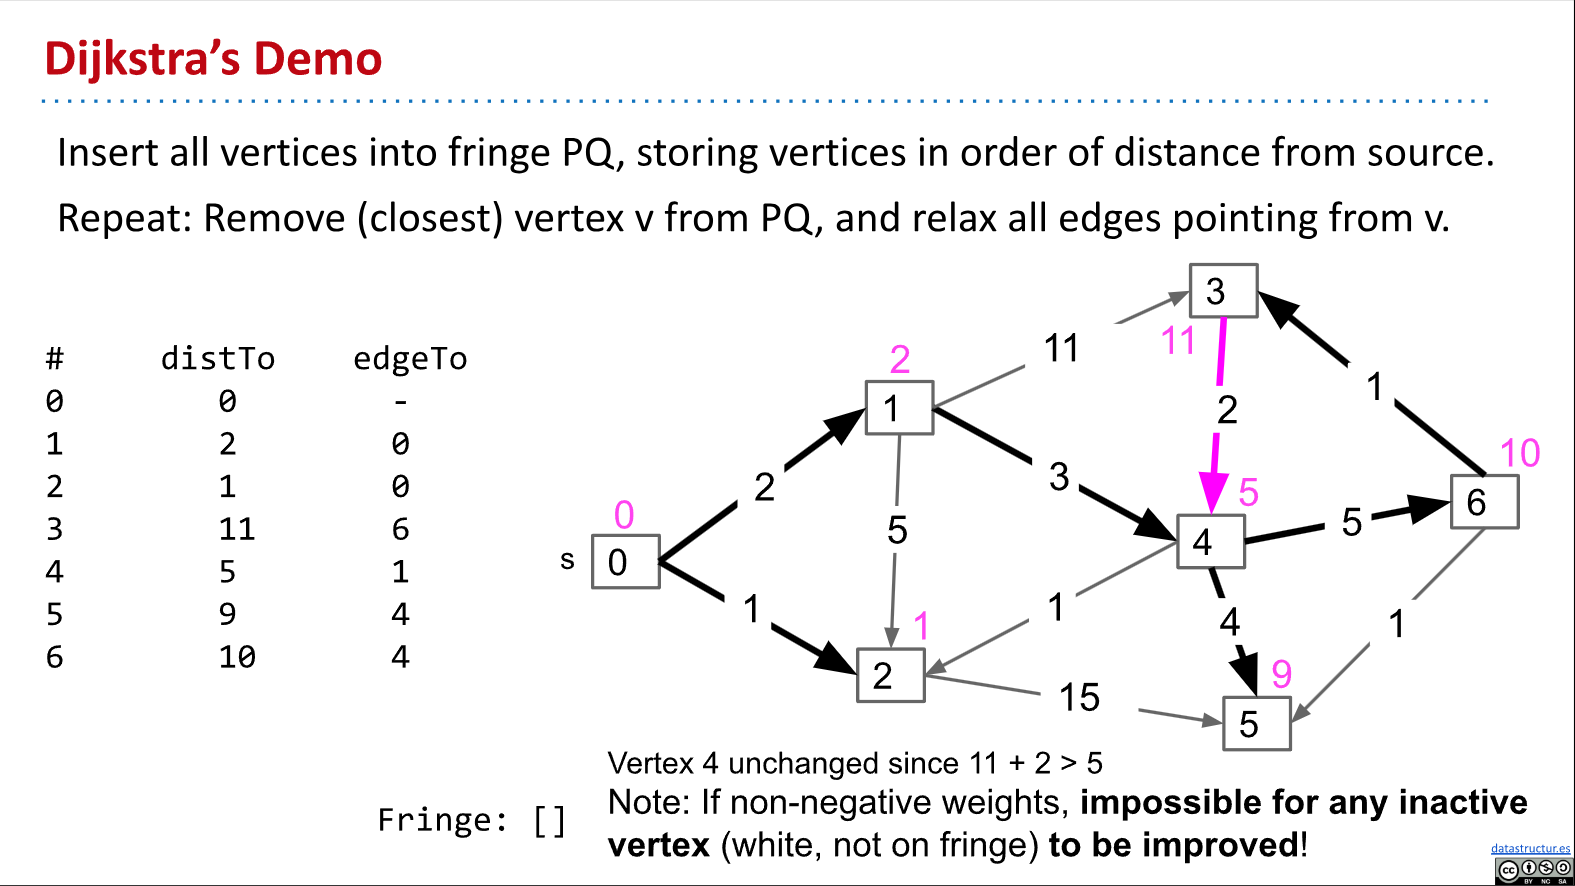 Dijkstra's Demo
Insert all vertices into fringe PQ, storing vertices in order of distance from source.
Repeat: Remove (closest) vertex v from PQ, and relax all edges pointing from v.
# distTo edgeTo
0 0 -
1 2 0
2 1 0
3 11 6
4 5 1
5 9 4
6 10 4
3
11
11
2
1
2
1
10
3
5
6
2
0
5
4
5
s
0
5
1
1
1
2
4
1
9
15
5
Vertex 4 unchanged since 11 + 2 > 5
Note: If non-negative weights, impossible for any inactive
vertex (white, not on fringe) to be improved!
Fringe: []
datastructur.es
cc
BY NC SA